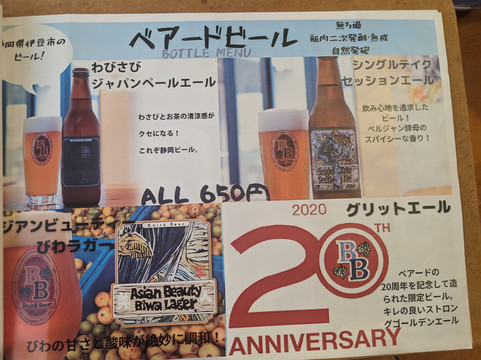 岡県伊豆市の
ビール!
ベアードビール
BOTTLE MENU
無ろ過
瓶内二次発酵・熟成
自然発砲
わびさび
ジャパンペールエール
わさびとお茶の清涼感が
クセになる!
これぞ静岡ビール。
シングルテイク
セッションエール
飲み心地を追求した
ビール!
ベルジャン酵母の
スパイシーな香り!
ALL 650円
ジアンビューティ
びわラガー
Baird Beer
Asian Beauty
Biwa Lager
びわの甘さと酸味が絶妙に調和!
2020
グリットエール
20TH
BB
ANNIVERSARY
ベアードの
20周年を記念して造
られた限定ビール。
キレの良いストロン
グゴールデンエール